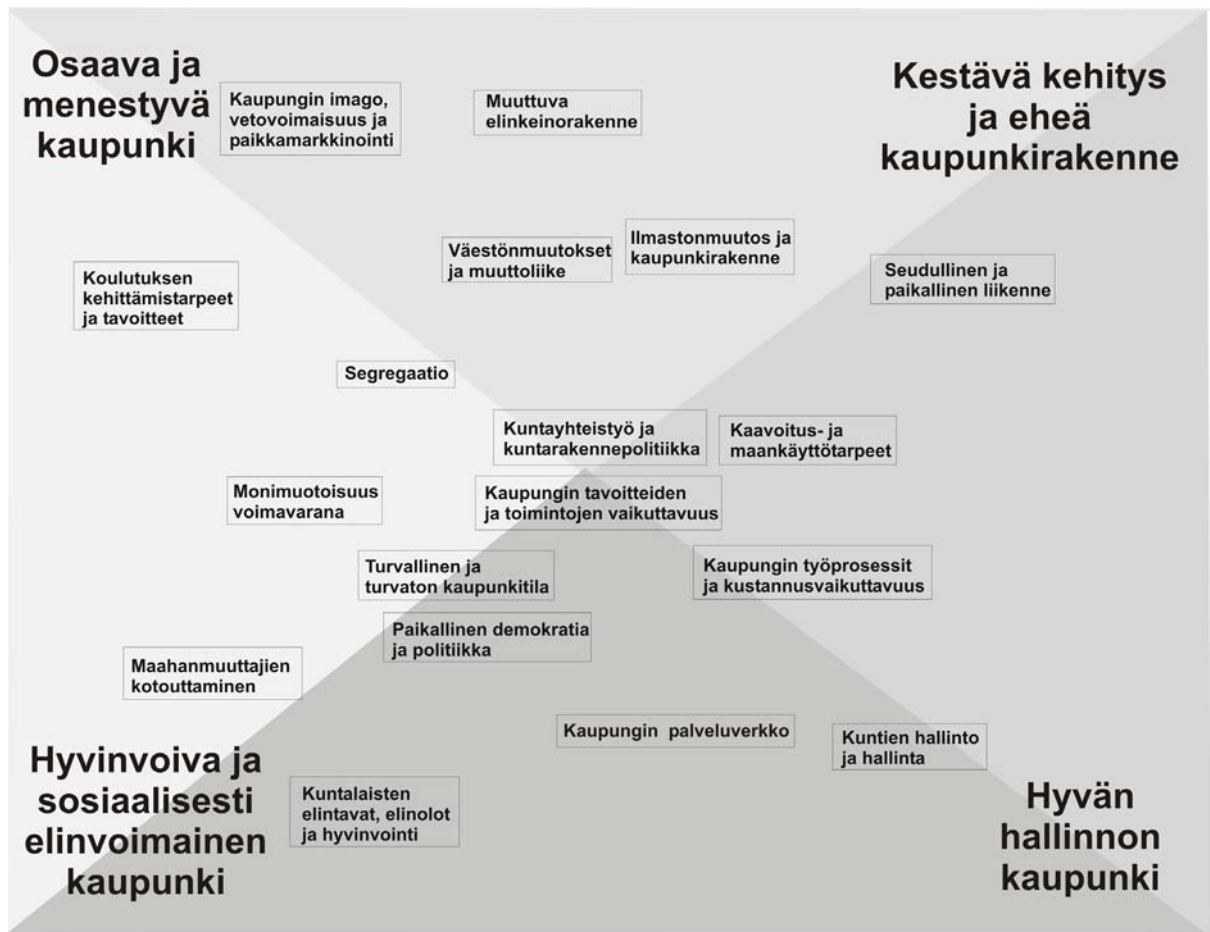 Osaava ja
menestyvä
kaupunki
Kaupungin imago,
vetovoimaisuus ja
paikkamarkkinointi
Muuttuva
elinkeinorakenne
Kestävä kehitys
ja eheä
kaupunkirakenne
Väestönmuutokset
ja muuttoliike
Ilmastonmuutos ja
kaupunkirakenne
Koulutuksen
kehittämistarpeet
ja tavoitteet
Seudullinen ja
paikallinen liikenne
Segregaatio
Kuntayhteistyö ja
kuntarakennepolitiikka
Kaavoitus- ja
maankäyttötarpeet
Monimuotoisuus
voimavarana
Kaupungin tavoitteiden
ja toimintojen vaikuttavuus
Turvallinen ja
turvaton kaupunkitila
Kaupungin työprosessit
ja kustannusvaikuttavuus
Paikallinen demokratia
ja politiikka
Maahanmuuttajien
kotouttaminen
Kaupungin palveluverkko
Kuntien hallinto
ja hallinta
Hyvinvoiva ja
sosiaalisesti
elinvoimainen
kaupunki
Kuntalaisten
elintavat, elinolot
ja hyvinvointi
Hyvän
hallinnon
kaupunki